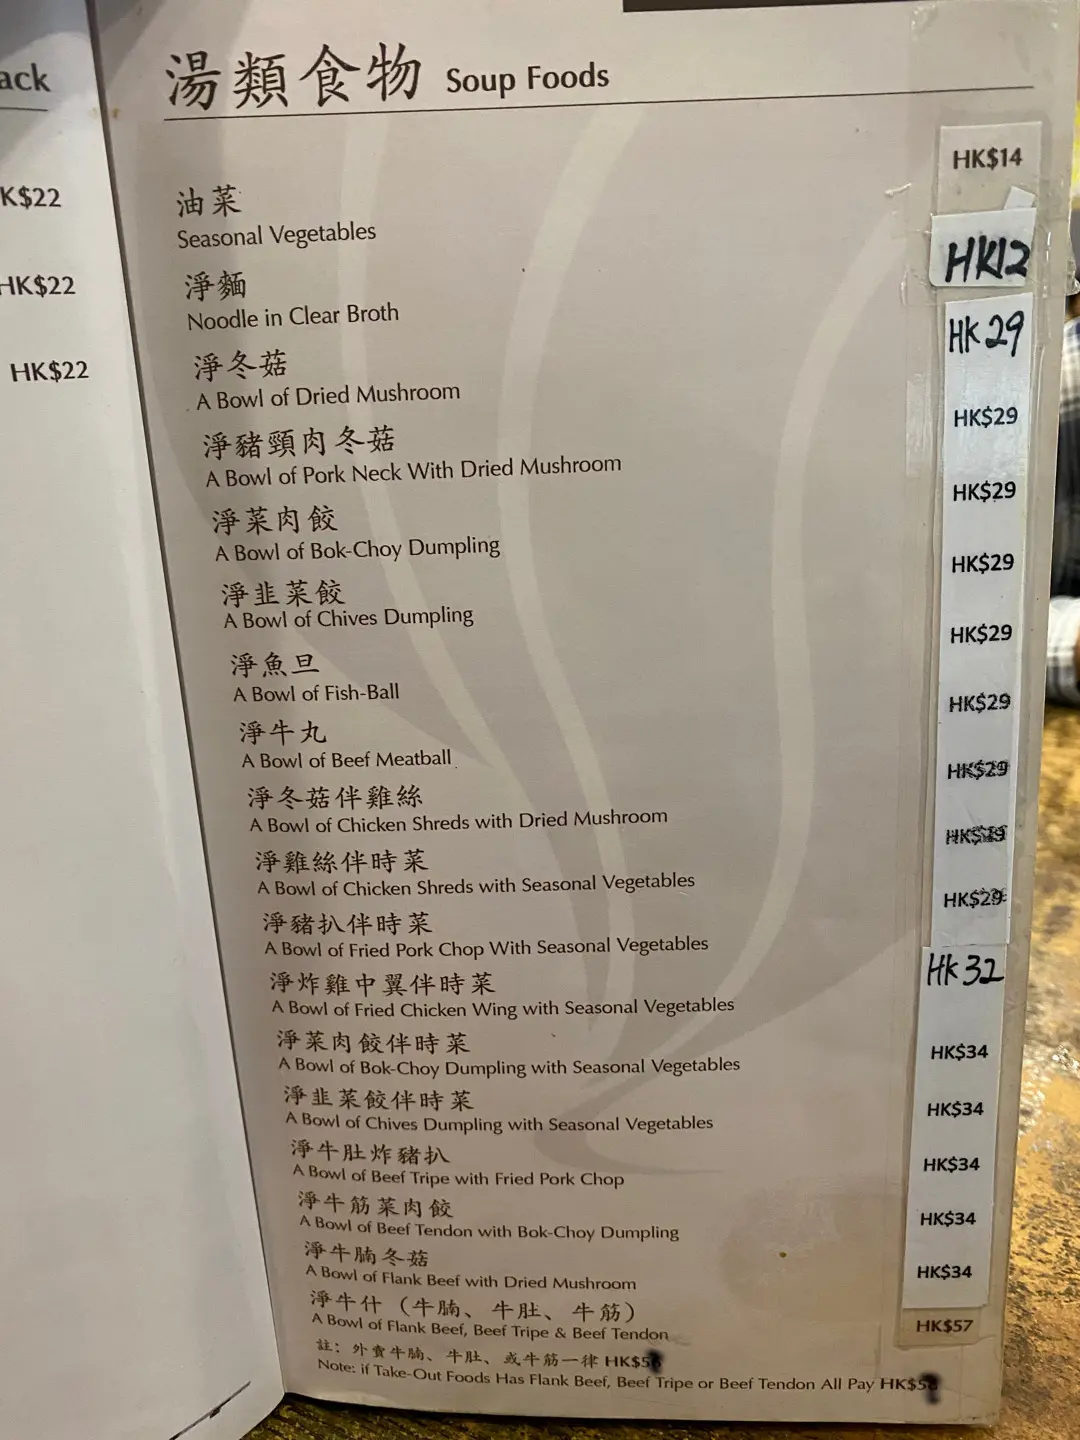 ack
K$22
HK$22
HK$22
湯類食物 Soup Foods
油菜 HK$14
Seasonal Vegetables
淨麵 HK12
Noodle in Clear Broth
淨冬菇 HK 29
A Bowl of Dried Mushroom
淨豬頸肉冬菇 HK$29
A Bowl of Pork Neck With Dried Mushroom
淨菜肉餃 HK$29
A Bowl of Bok-Choy Dumpling
淨韭菜餃 HK$29
A Bowl of Chives Dumpling
淨魚旦 HK$29
A Bowl of Fish-Ball
淨牛丸 HK$29
A Bowl of Beef Meatball
淨冬菇伴雞絲 HK$29
A Bowl of Chicken Shreds with Dried Mushroom
淨雞絲伴時菜
A Bowl of Chicken Shreds with Seasonal Vegetables
淨豬扒伴時菜 HK$29
A Bowl of Fried Pork Chop With Seasonal Vegetables
淨炸雞中翼伴時菜 HK 32
A Bowl of Fried Chicken Wing with Seasonal Vegetables
淨菜肉餃伴時菜 HK$34
A Bowl of Bok-Choy Dumpling with Seasonal Vegetables
淨韭菜餃伴時菜 HK$34
A Bowl of Chives Dumpling with Seasonal Vegetables
淨牛肚炸豬扒 HK$34
A Bowl of Beef Tripe with Fried Pork Chop
淨牛筋菜肉餃 HK$34
A Bowl of Beef Tendon with Bok-Choy Dumpling
淨牛腩冬菇 HK$34
A Bowl of Flank Beef with Dried Mushroom
淨牛什（牛腩、牛肚、牛筋） HK$57
A Bowl of Flank Beef, Beef Tripe & Beef Tendon
註：外賣牛腩、牛肚、或牛筋一律
Note: if Take-Out Foods Has Flank Beef, Beef Tripe or Beef Tendon All Pay